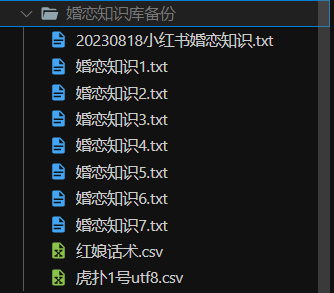 婚恋知识库备份
20230818小红书婚恋知识.txt
婚恋知识1.txt
婚恋知识2.txt
婚恋知识3.txt
婚恋知识4.txt
婚恋知识5.txt
婚恋知识6.txt
婚恋知识7.txt
红娘话术.csv
虎扑1号utf8.csv